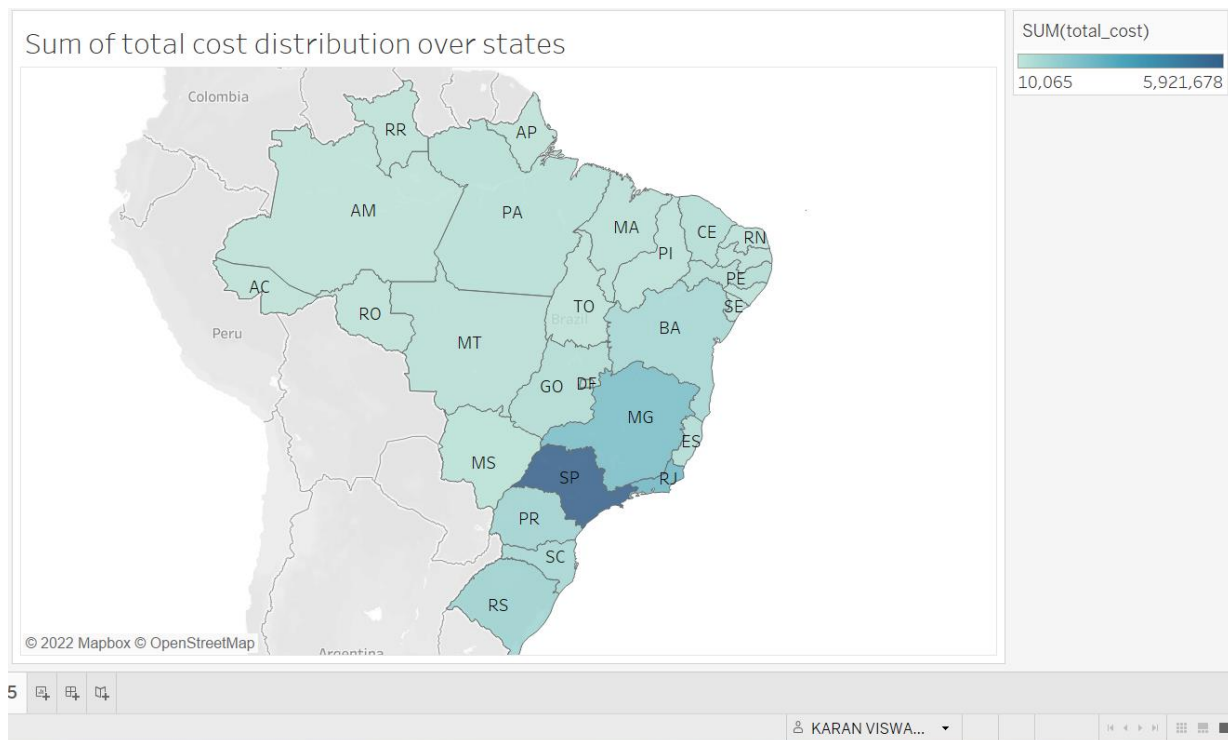 Sum of total cost distribution over states
SUM(total_cost)
10,065 5,921,678
Colombia
RR
AP
AM
PA
MA
CE
RN
PI
PE
AC
RO
TO
SE
Brazil
Peru
MT
BA
GO
DF
MG
ES
MS
SP
RJ
PR
SC
RS
© 2022 Mapbox © OpenStreetMap
Argentina
5
KARAN VISWA...